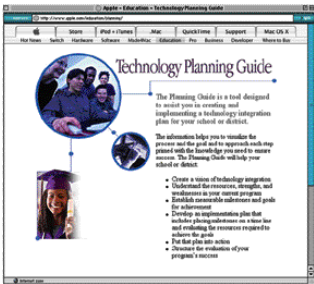 Apple - Education - Technology Planning Guide
http://www.apple.com/education/planning/
Store iPod + iTunes .Mac QuickTime Support Mac OS X
Hot News Switch Hardware Software Made4Mac Education Pro Business Developer Where to Buy
Technology Planning Guide
The Planning Guide is a tool designed
to assist you in creating and
implementing a technology integration
plan for your school or district.
The information helps you to visualize the
process and the goal and to approach each step
primed with the knowledge you need to ensure
success. The Planning Guide will help your
school or district:
• Create a vision of technology integration
• Understand the resources, strengths, and
weaknesses in your current program
• Establish measurable milestones and goals
for achievement
• Develop an implementation plan that
includes placing milestones on a time line
and evaluating the resources required to
achieve the goals
• Put that plan into action
• Structure the evaluation of your
program's success
Internet zone